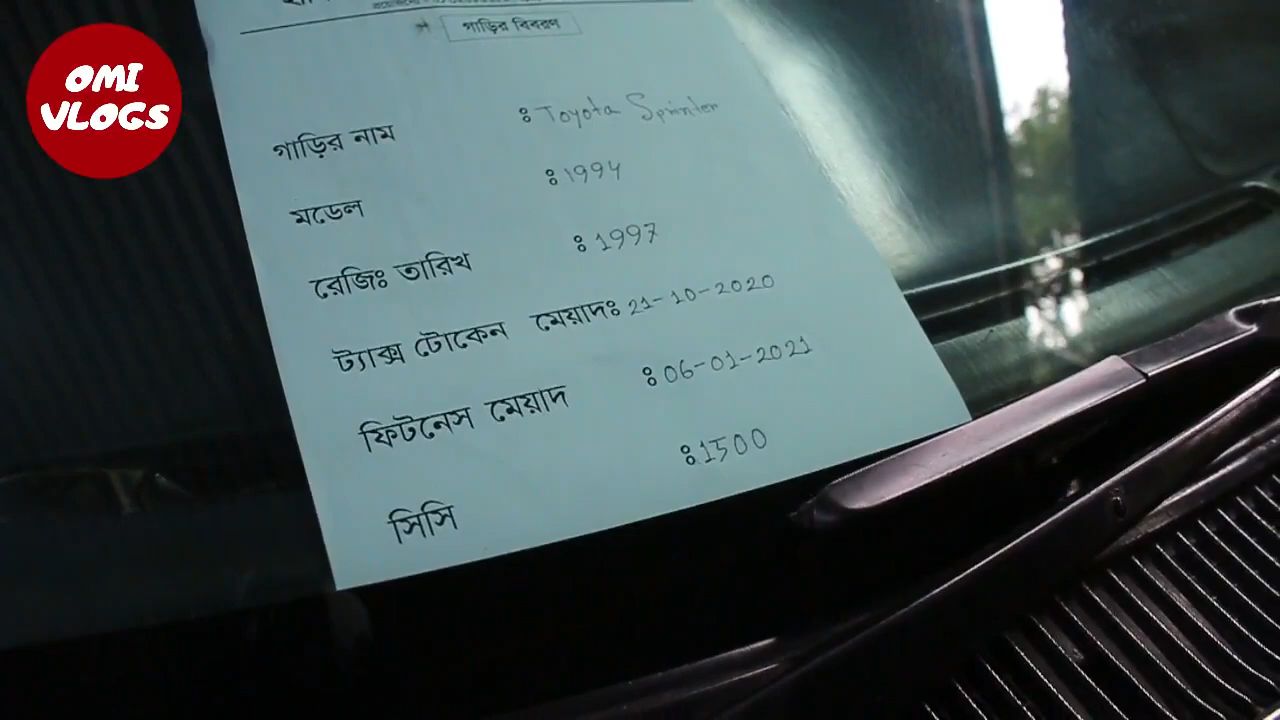 OMI
VLOGS
গাড়ির বিবরণ
গাড়ির নাম : Toyota Sprinter
মডেল : 1994
রেজিঃ তারিখ : 1997
ট্যাক্স টোকেন মেয়াদঃ 21-10-2020
ফিটনেস মেয়াদ : 06-01-2021
সিসি : 1500